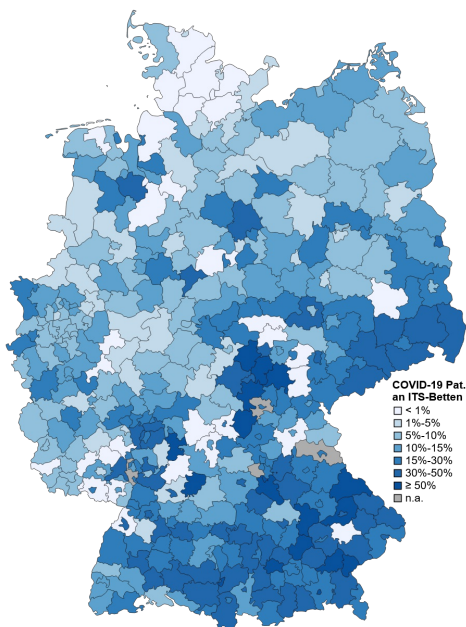 COVID-19 Pat.
an ITS-Betten
< 1%
1%-5%
5%-10%
10%-15%
15%-30%
30%-50%
≥ 50%
n.a.